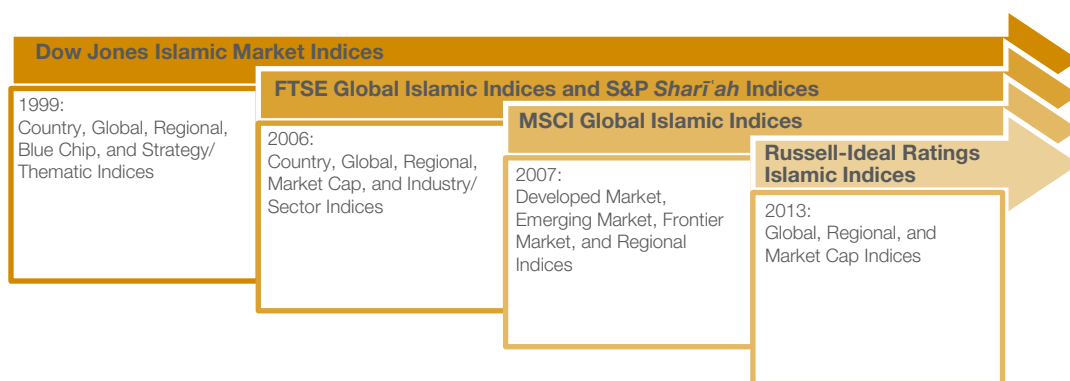 Dow Jones Islamic Market Indices
1999:
Country, Global, Regional,
Blue Chip, and Strategy/
Thematic Indices
FTSE Global Islamic Indices and S&P Sharīʿah Indices
2006:
Country, Global, Regional,
Market Cap, and Industry/
Sector Indices
MSCI Global Islamic Indices
2007:
Developed Market,
Emerging Market, Frontier
Market, and Regional
Indices
Russell-Ideal Ratings
Islamic Indices
2013:
Global, Regional, and
Market Cap Indices